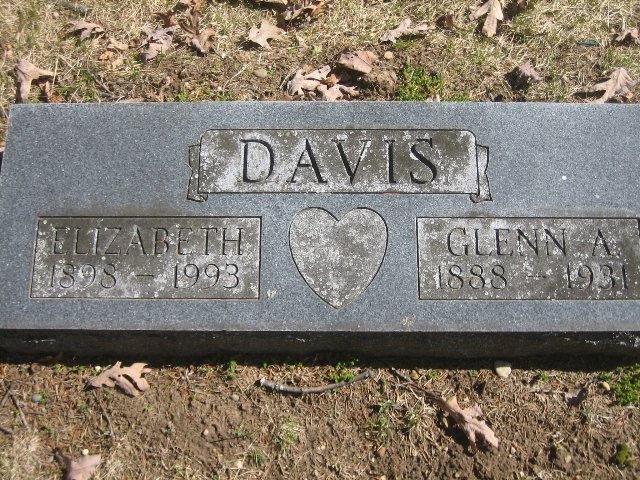 DAVIS
ELIZABETH
1898 - 1993
GLENN A.
1888 - 1931